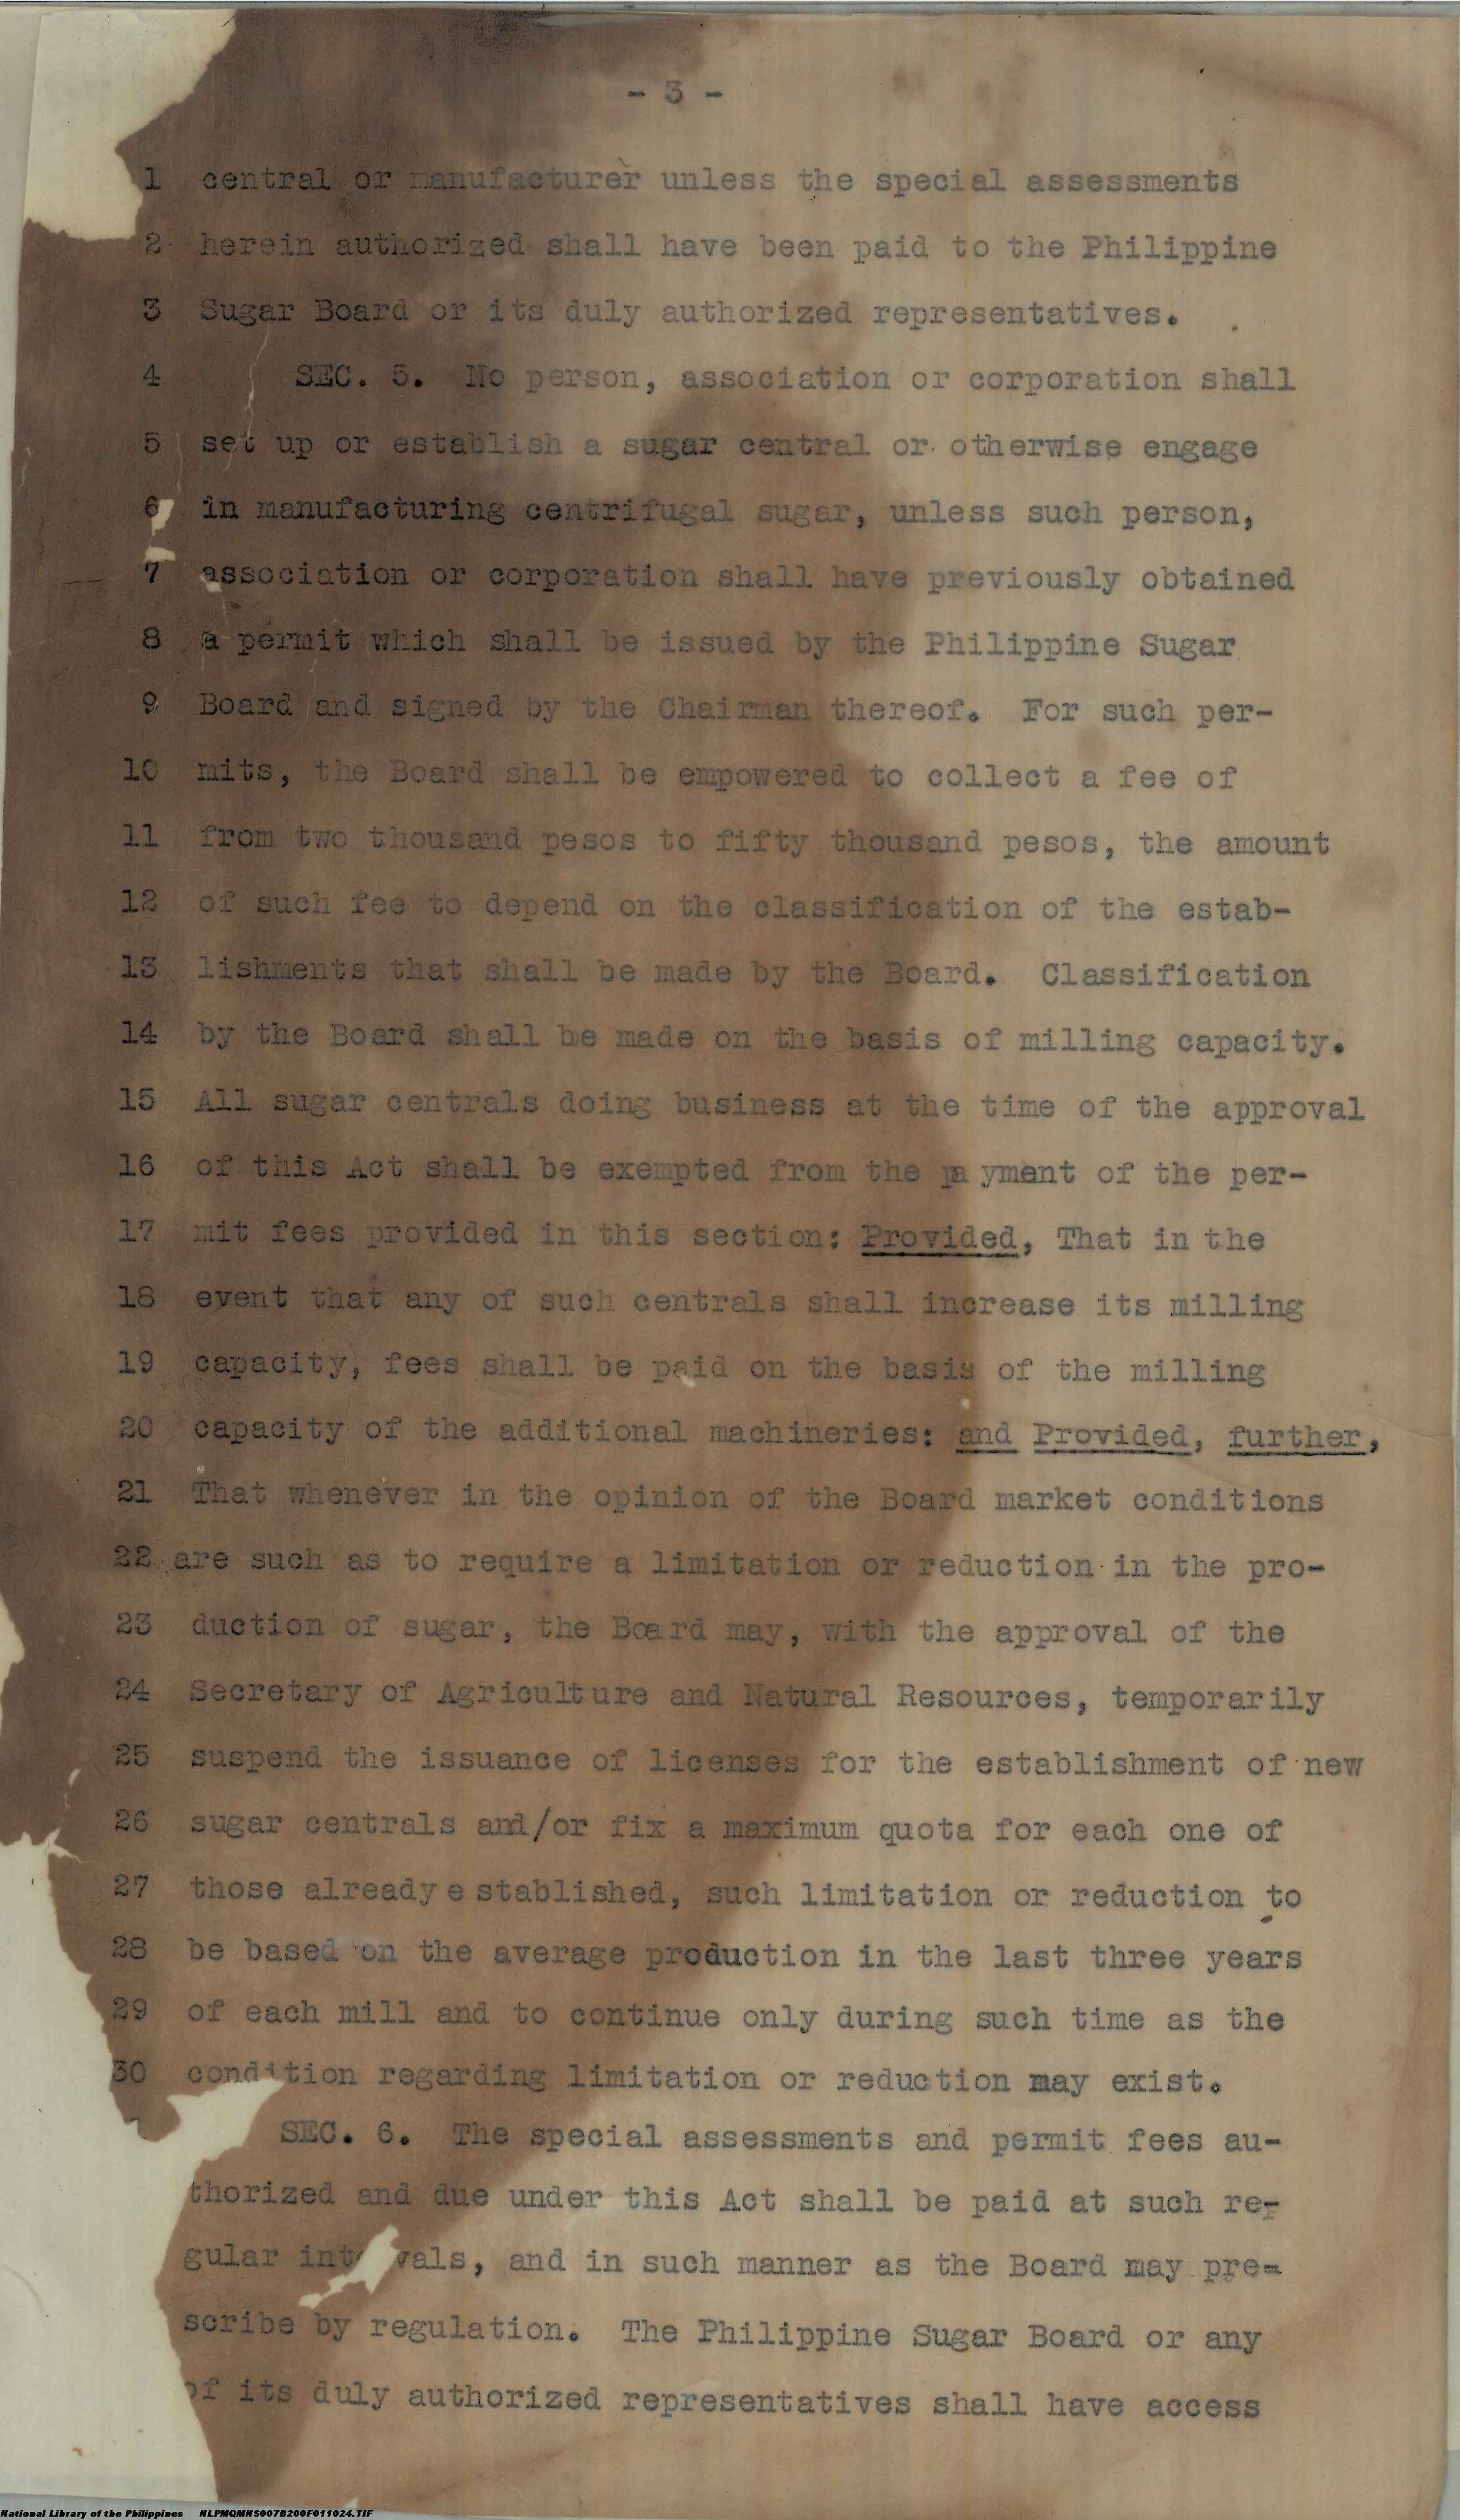 - 3 -
1 central or manufacturer unless the special assessments
2 herein authorized shall have been paid to the Philippine
3 Sugar Board or its duly authorized representatives.
4 SEC. 5. No person, association or corporation shall
5 set up or establish a sugar central or otherwise engage
6 in manufacturing centrifugal sugar, unless such person,
7 association or corporation shall have previously obtained
8 a permit which shall be issued by the Philippine Sugar
9 Board and signed by the Chairman thereof. For such per-
10 mits, the Board shall be empowered to collect a fee of
11 from two thousand pesos to fifty thousand pesos, the amount
12 of such fee to depend on the classification of the estab-
13 lishments that shall be made by the Board. Classification
14 by the Board shall be made on the basis of milling capacity.
15 All sugar centrals doing business at the time of the approval
16 of this Act shall be exempted from the payment of the per-
17 mit fees provided in this section: Provided, That in the
18 event that any of such centrals shall increase its milling
19 capacity, fees shall be paid on the basis of the milling
20 capacity of the additional machineries: and Provided, further,
21 That whenever in the opinion of the Board market conditions
22 are such as to require a limitation or reduction in the pro-
23 duction of sugar, the Board may, with the approval of the
24 Secretary of Agriculture and Natural Resources, temporarily
25 suspend the issuance of licenses for the establishment of new
26 sugar centrals and/or fix a maximum quota for each one of
27 those already established, such limitation or reduction to
28 be based on the average production in the last three years
29 of each mill and to continue only during such time as the
30 condition regarding limitation or reduction may exist.
SEC. 6. The special assessments and permit fees au-
thorized and due under this Act shall be paid at such re-
gular intervals, and in such manner as the Board may pre-
scribe by regulation. The Philippine Sugar Board or any
of its duly authorized representatives shall have access
National Library of the Philippines NLPMQMNS007B200F011024.TIF